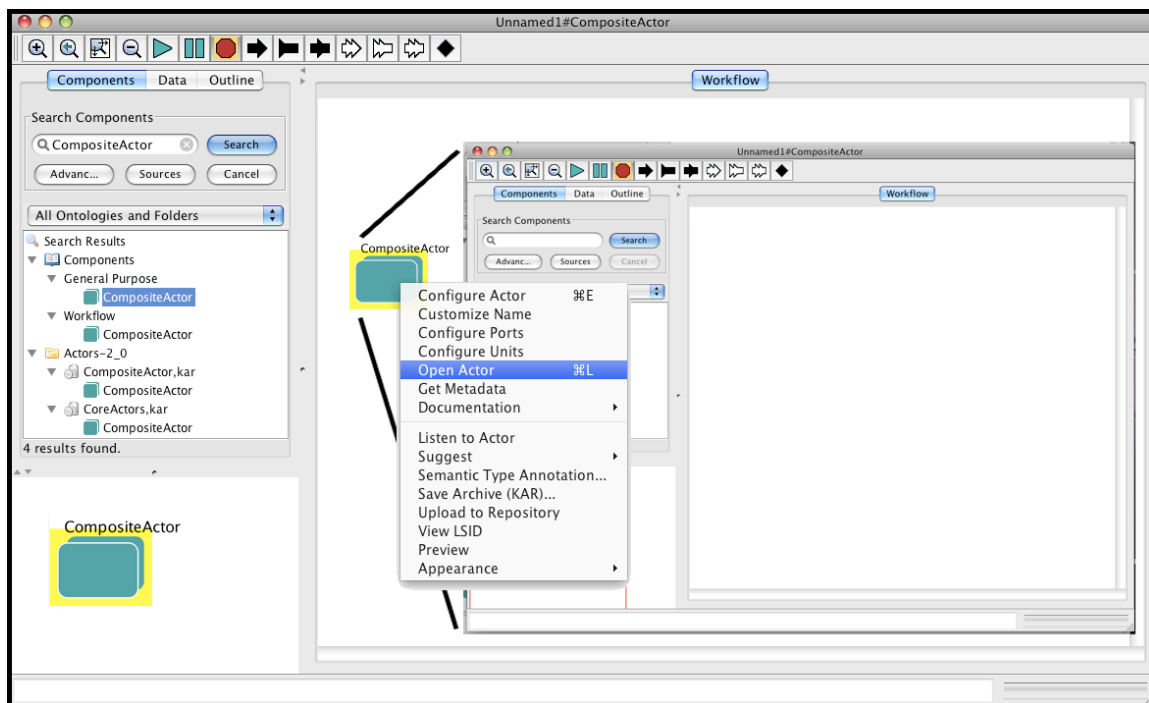 Unnamed1#CompositeActor
Components Data Outline
Workflow
Search Components
CompositeActor Search
Advanc... Sources Cancel
All Ontologies and Folders
Search Results
Components
General Purpose
CompositeActor
Workflow
CompositeActor
Actors-2_0
CompositeActor,kar
CompositeActor
CoreActors,kar
CompositeActor
4 results found.
CompositeActor
CompositeActor
Unnamed1#CompositeActor
Components Data Outline
Workflow
Search Components
Search
Advanc... Sources Cancel
Configure Actor ⌘E
Customize Name
Configure Ports
Configure Units
Open Actor ⌘L
Get Metadata
Documentation
Listen to Actor
Suggest
Semantic Type Annotation...
Save Archive (KAR)...
Upload to Repository
View LSID
Preview
Appearance